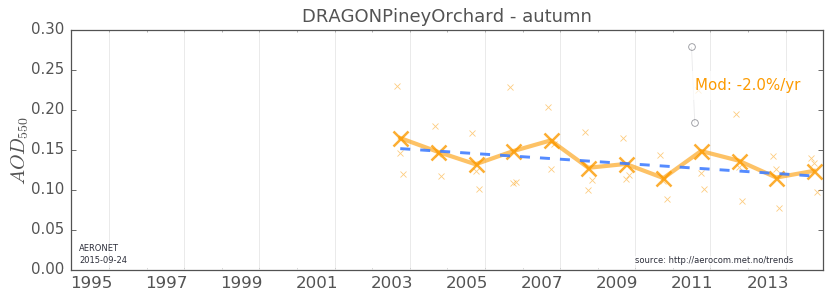 DRAGONPineyOrchard - autumn
0.30
0.25
0.20
0.15
0.10
0.05
0.00
AOD550
Mod: -2.0%/yr
AERONET
2015-09-24
source: http://aerocom.met.no/trends
1995 1997 1999 2001 2003 2005 2007 2009 2011 2013